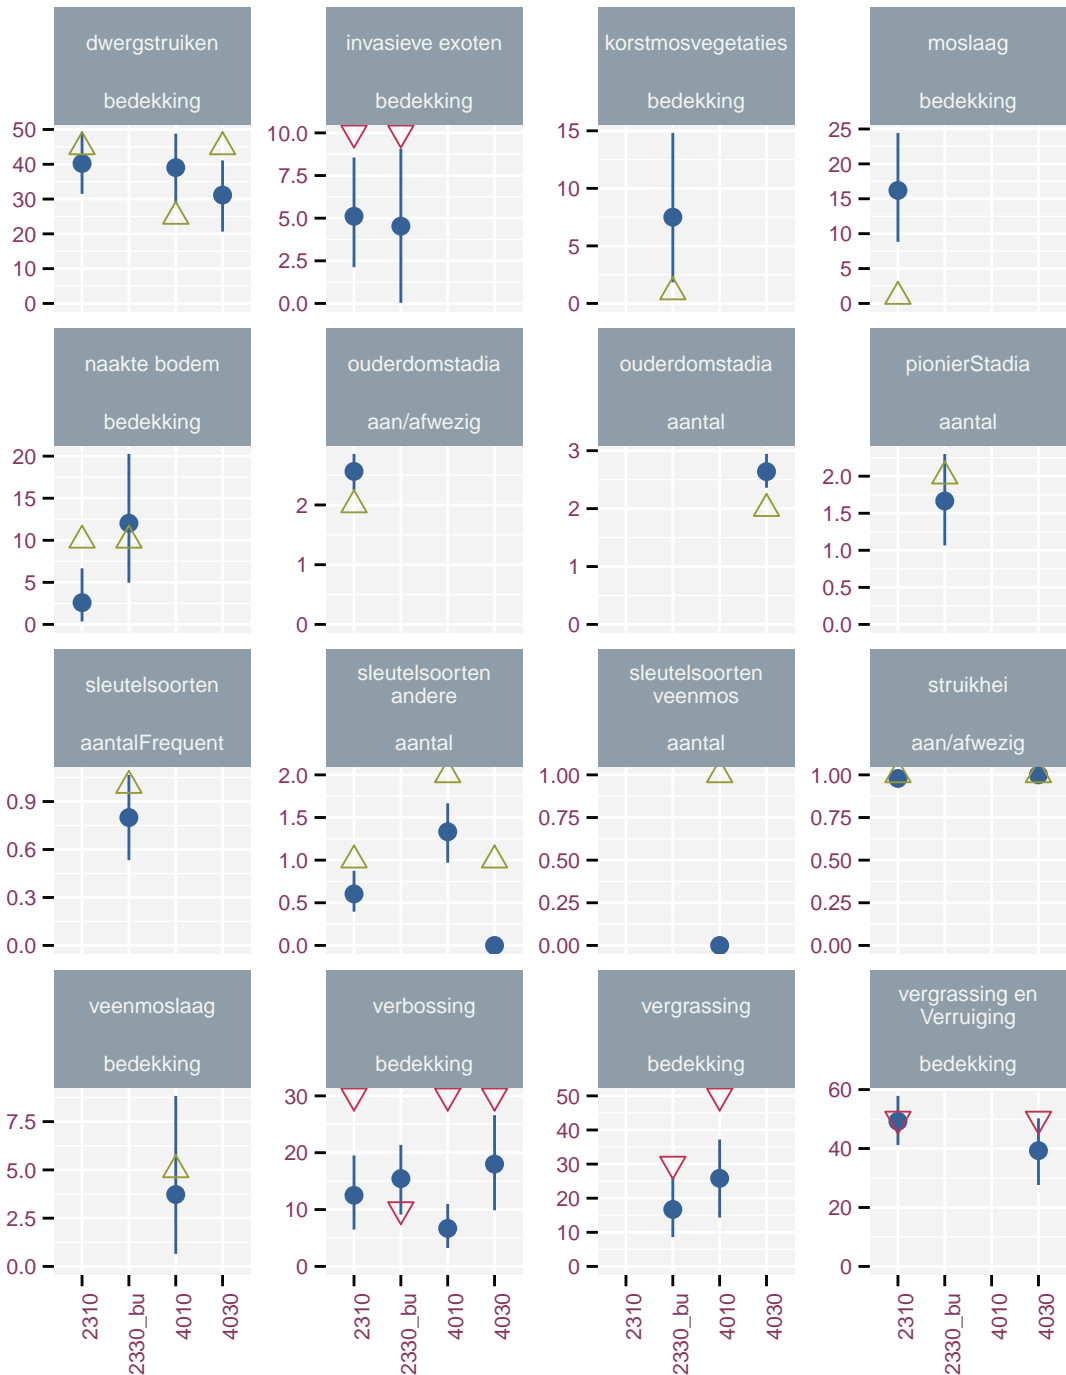 dwergstruiken
bedekking
invasieve exoten
bedekking
korstmosvegetaties
bedekking
moslaag
bedekking
50
40
30
20
10
0
10.0
7.5
5.0
2.5
0.0
15
10
5
0
25
20
15
10
5
0
naakte bodem
bedekking
ouderdomstadia
aan/afwezig
ouderdomstadia
aantal
pionierStadia
aantal
20
15
10
5
0
2
1
0
3
2
1
0
2.0
1.5
1.0
0.5
0.0
sleutelsoorten
aantalFrequent
sleutelsoorten
andere
aantal
sleutelsoorten
veenmos
aantal
struikhei
aan/afwezig
0.9
0.6
0.3
0.0
2.0
1.5
1.0
0.5
0.0
1.00
0.75
0.50
0.25
0.00
1.00
0.75
0.50
0.25
0.00
veenmoslaag
bedekking
verbossing
bedekking
vergrassing
bedekking
vergrassing en
Verruiging
bedekking
7.5
5.0
2.5
0.0
30
20
10
0
50
40
30
20
10
0
60
40
20
0
2310
2330_bu
4010
4030
2310
2330_bu
4010
4030
2310
2330_bu
4010
4030
2310
2330_bu
4010
4030